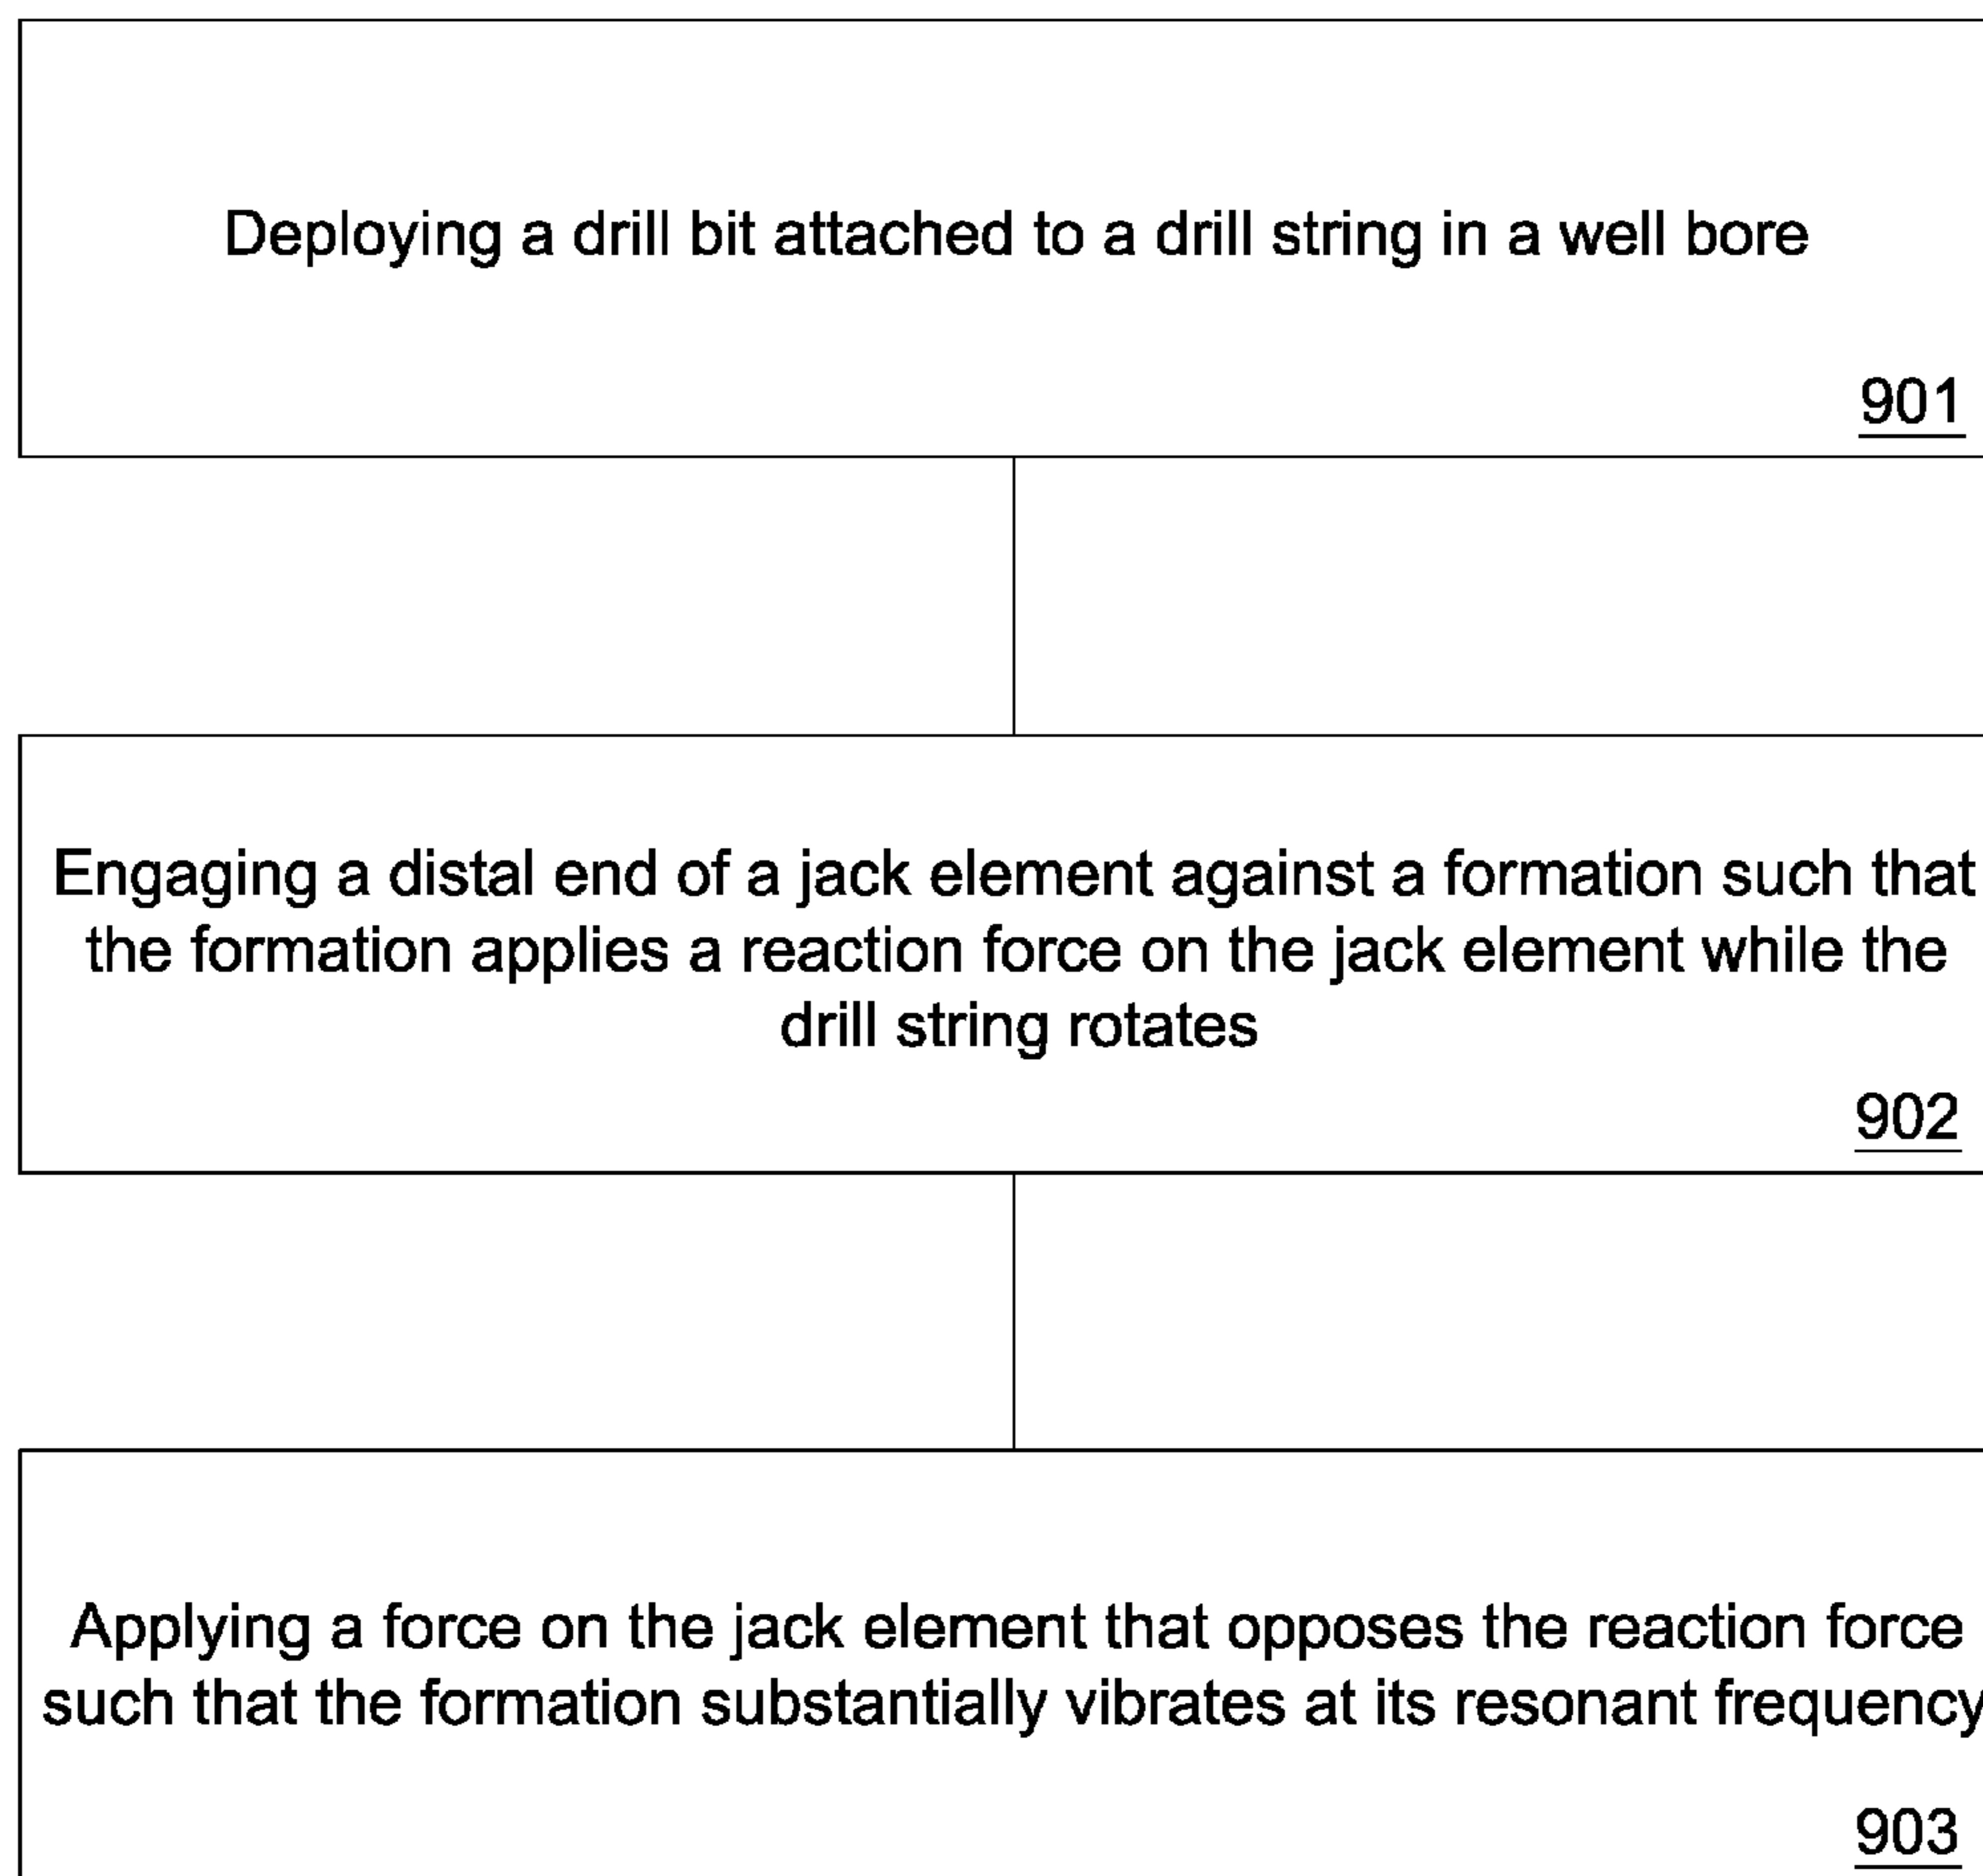 Deploying a drill bit attached to a drill string in a well bore
901
Engaging a distal end of a jack element against a formation such that
the formation applies a reaction force on the jack element while the
drill string rotates
902
Applying a force on the jack element that opposes the reaction force
such that the formation substantially vibrates at its resonant frequency
903